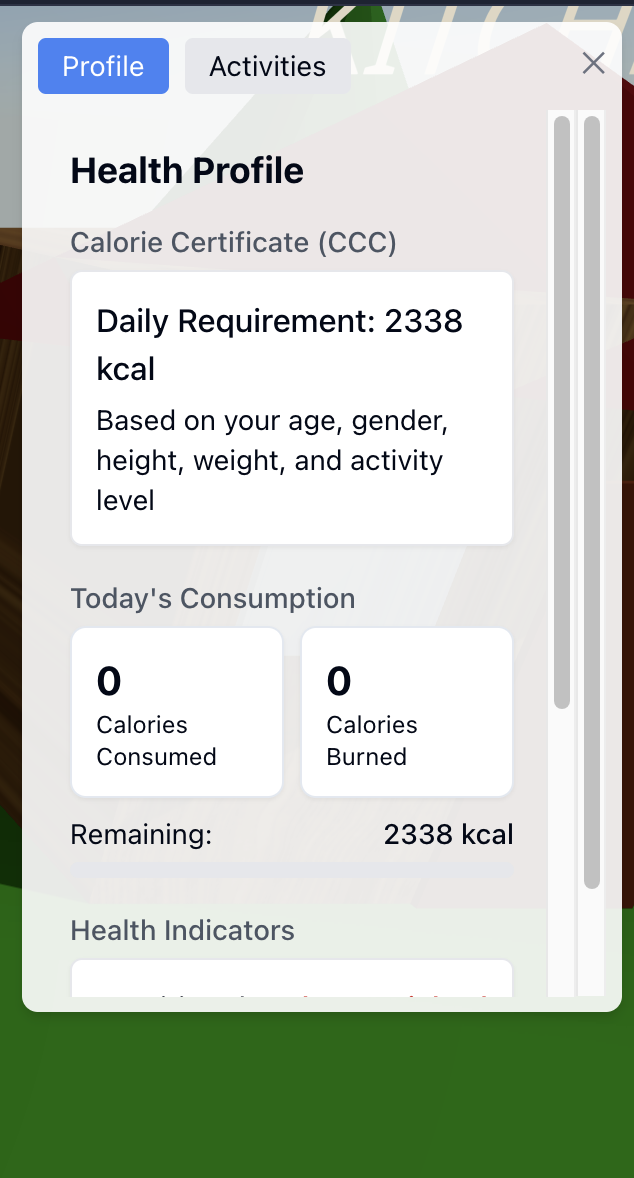 Profile
Activities
Health Profile
Calorie Certificate (CCC)
Daily Requirement: 2338
kcal
Based on your age, gender,
height, weight, and activity
level
Today's Consumption
0
Calories
Consumed
0
Calories
Burned
Remaining:
2338 kcal
Health Indicators